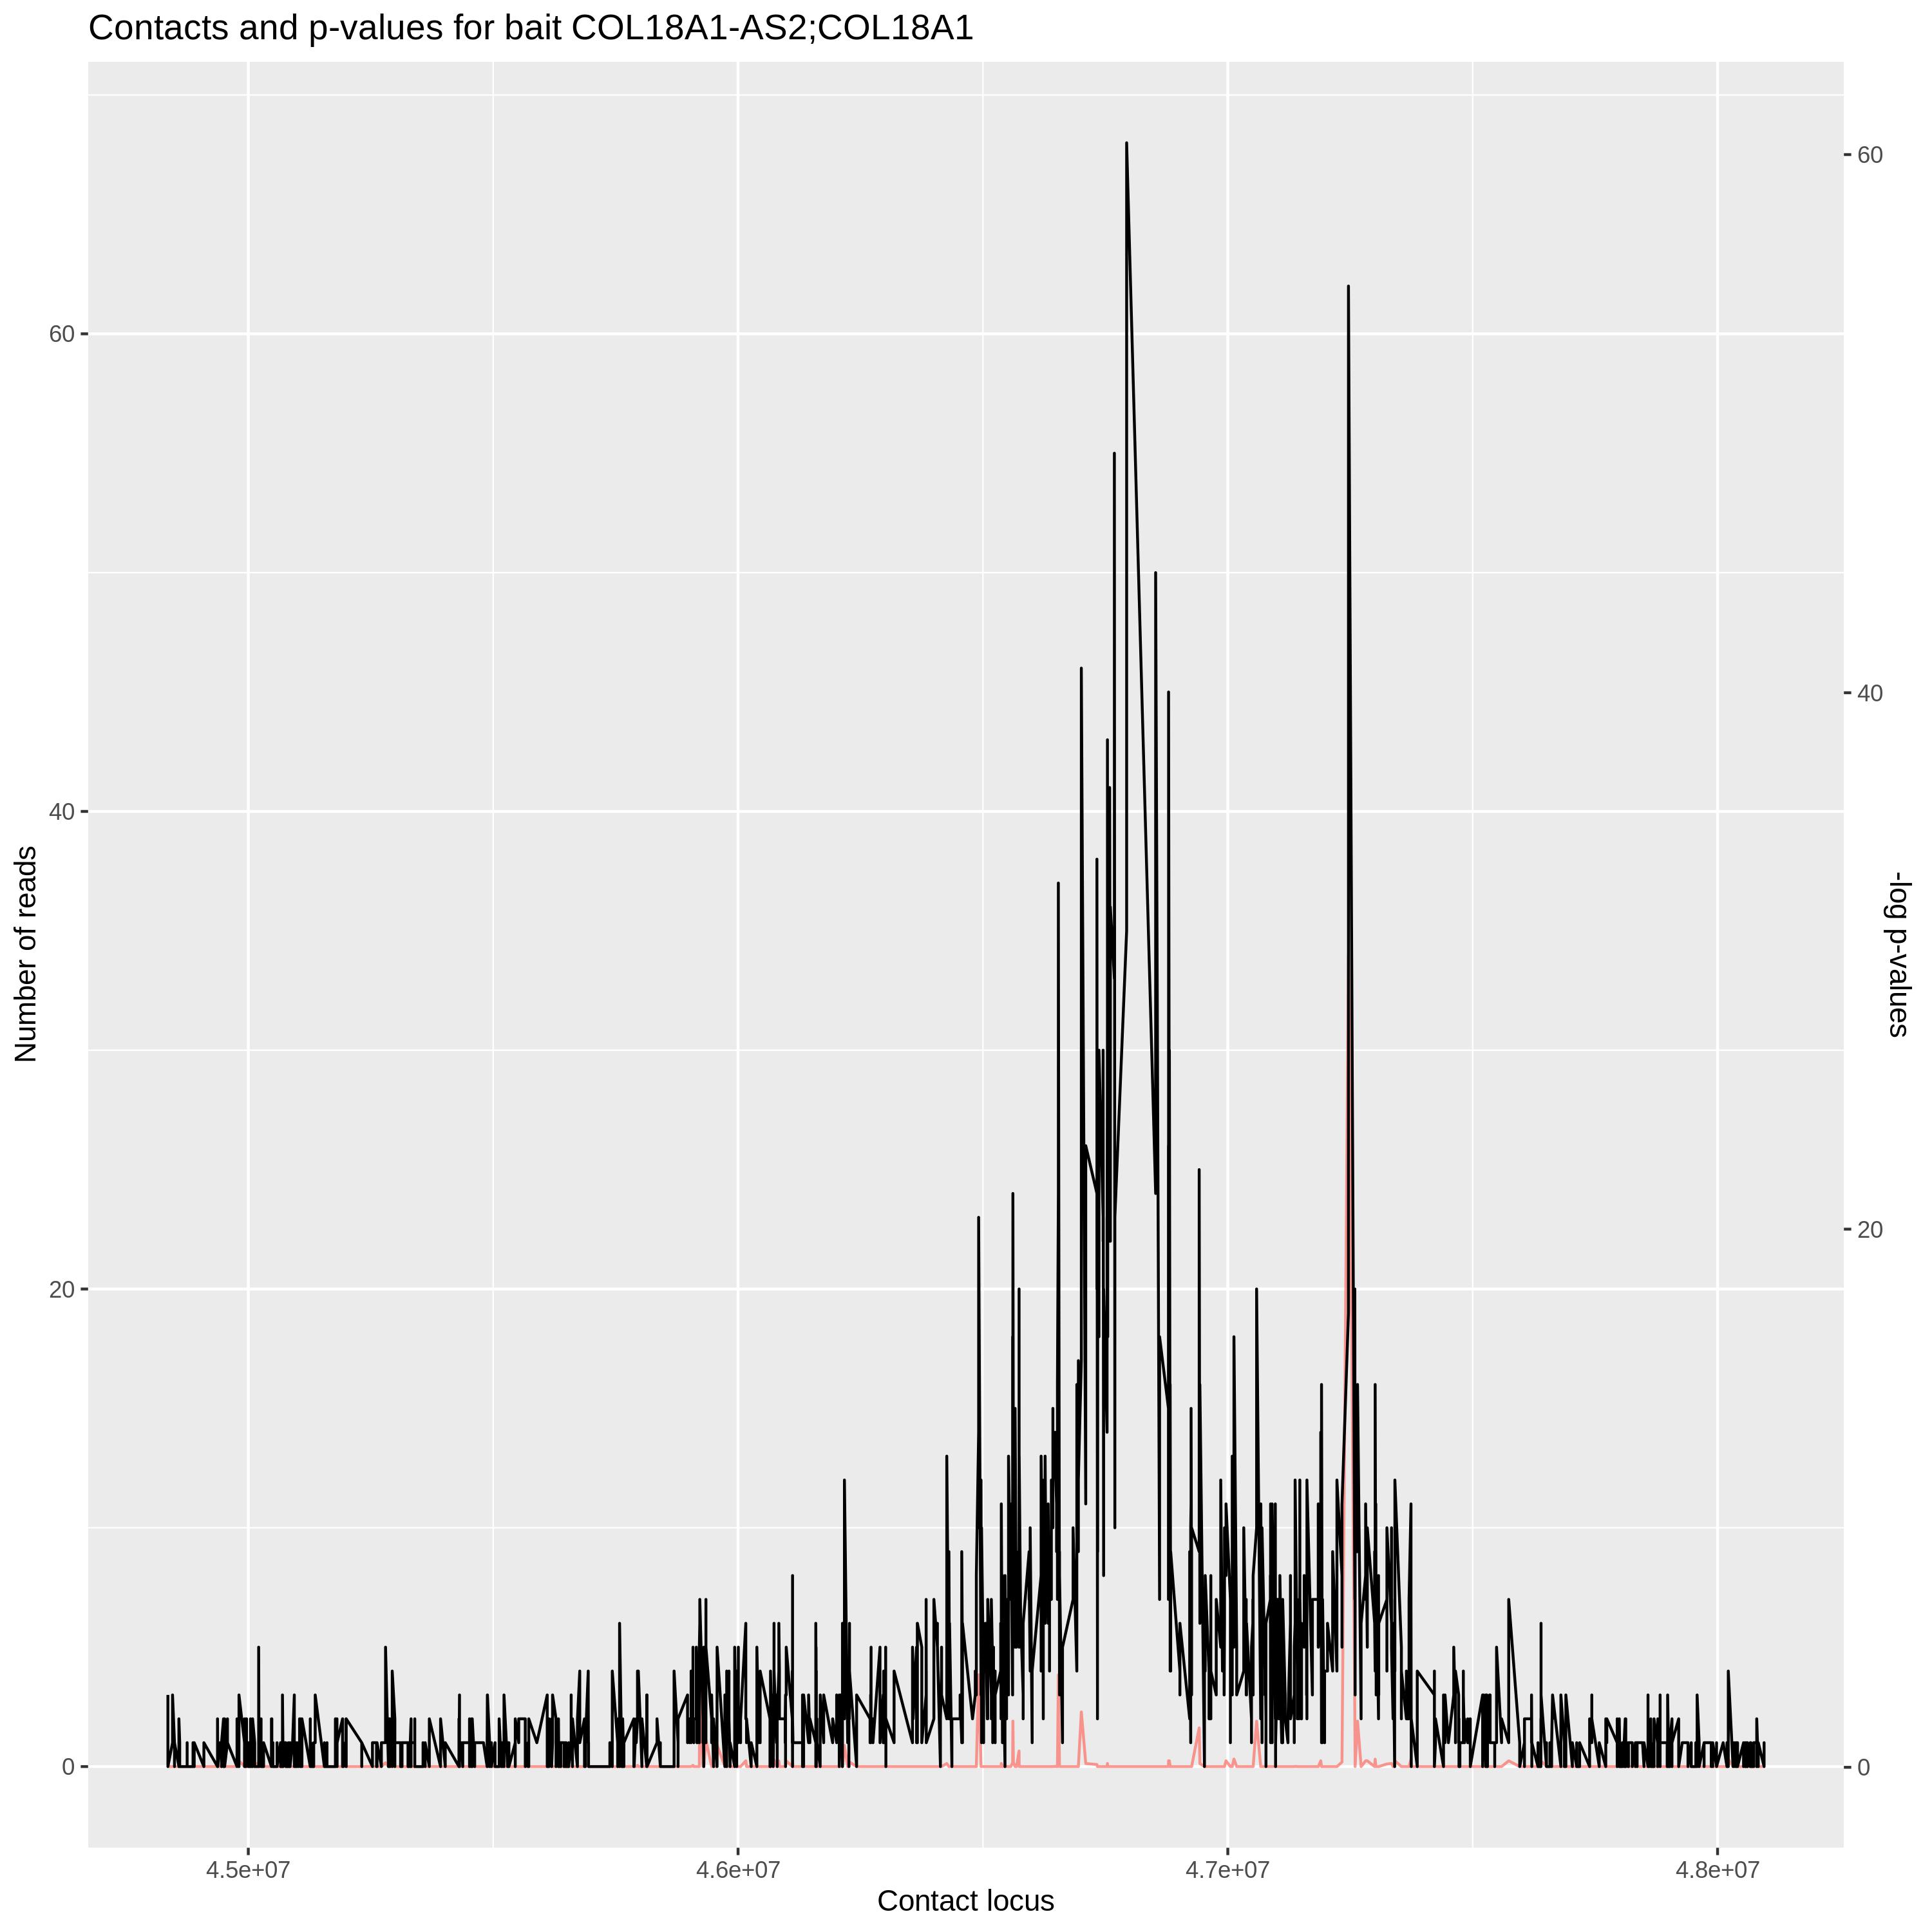 Contacts and p-values for bait COL18A1-AS2;COL18A1
60
40
20
0
Number of reads
60
40
20
0
-log p-values
4.5e+07 4.6e+07 4.7e+07 4.8e+07
Contact locus